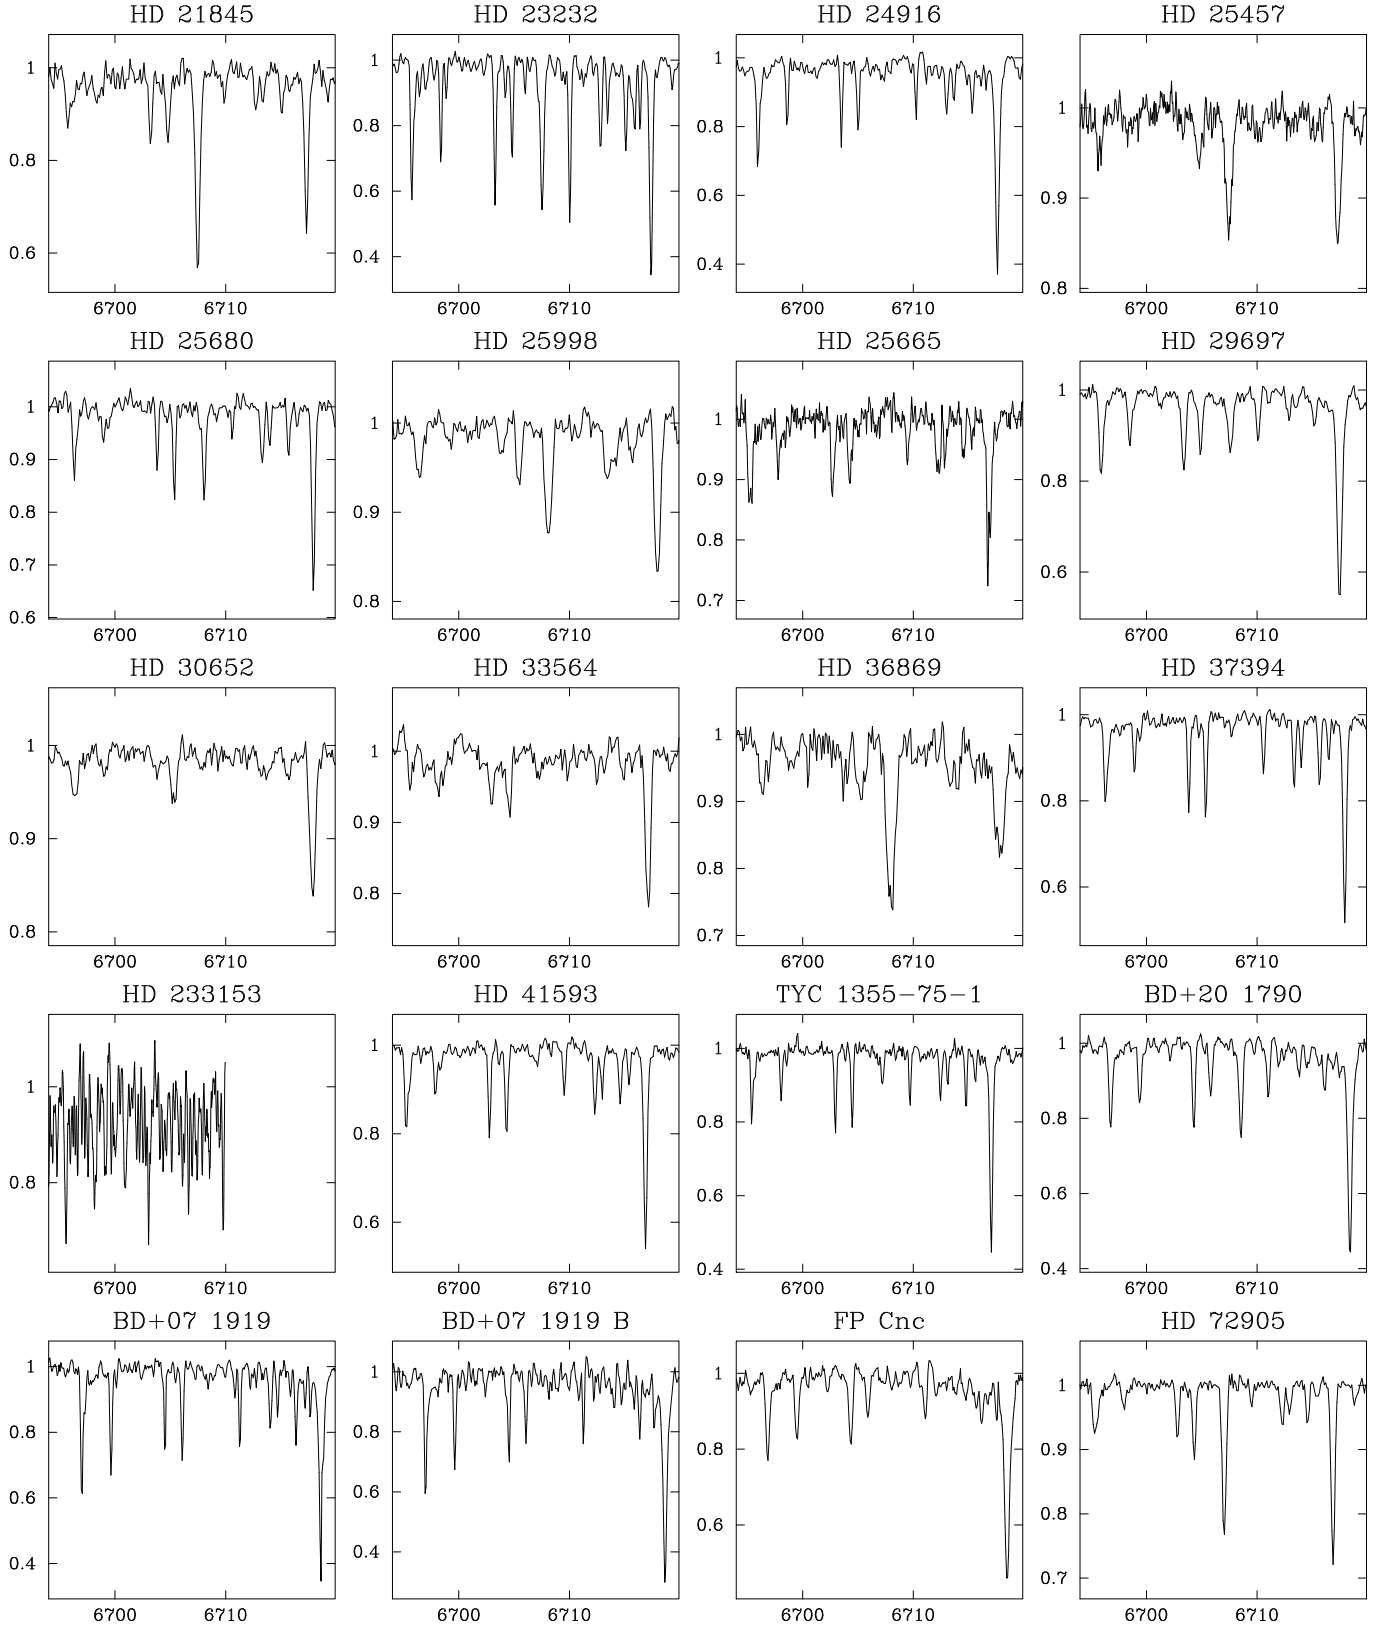 HD 21845 HD 23232 HD 24916 HD 25457
1 0.8 0.6 1 0.8 0.6 0.4 1 0.8 0.6 0.4 1 0.9 0.8
6700 6710 6700 6710 6700 6710 6700 6710
HD 25680 HD 25998 HD 25665 HD 29697
1 0.9 0.8 0.7 0.6 1 0.9 0.8 1 0.9 0.8 0.7 1 0.8 0.6
6700 6710 6700 6710 6700 6710 6700 6710
HD 30652 HD 33564 HD 36869 HD 37394
1 0.9 0.8 1 0.9 0.8 1 0.9 0.8 0.7 1 0.8 0.6
6700 6710 6700 6710 6700 6710 6700 6710
HD 233153 HD 41593 TYC 1355-75-1 BD+20 1790
1 0.8 1 0.8 0.6 1 0.8 0.6 0.4 1 0.8 0.6 0.4
6700 6710 6700 6710 6700 6710 6700 6710
BD+07 1919 BD+07 1919 B FP Cnc HD 72905
1 0.8 0.6 0.4 1 0.8 0.6 0.4 1 0.8 0.6 1 0.9 0.8 0.7
6700 6710 6700 6710 6700 6710 6700 6710